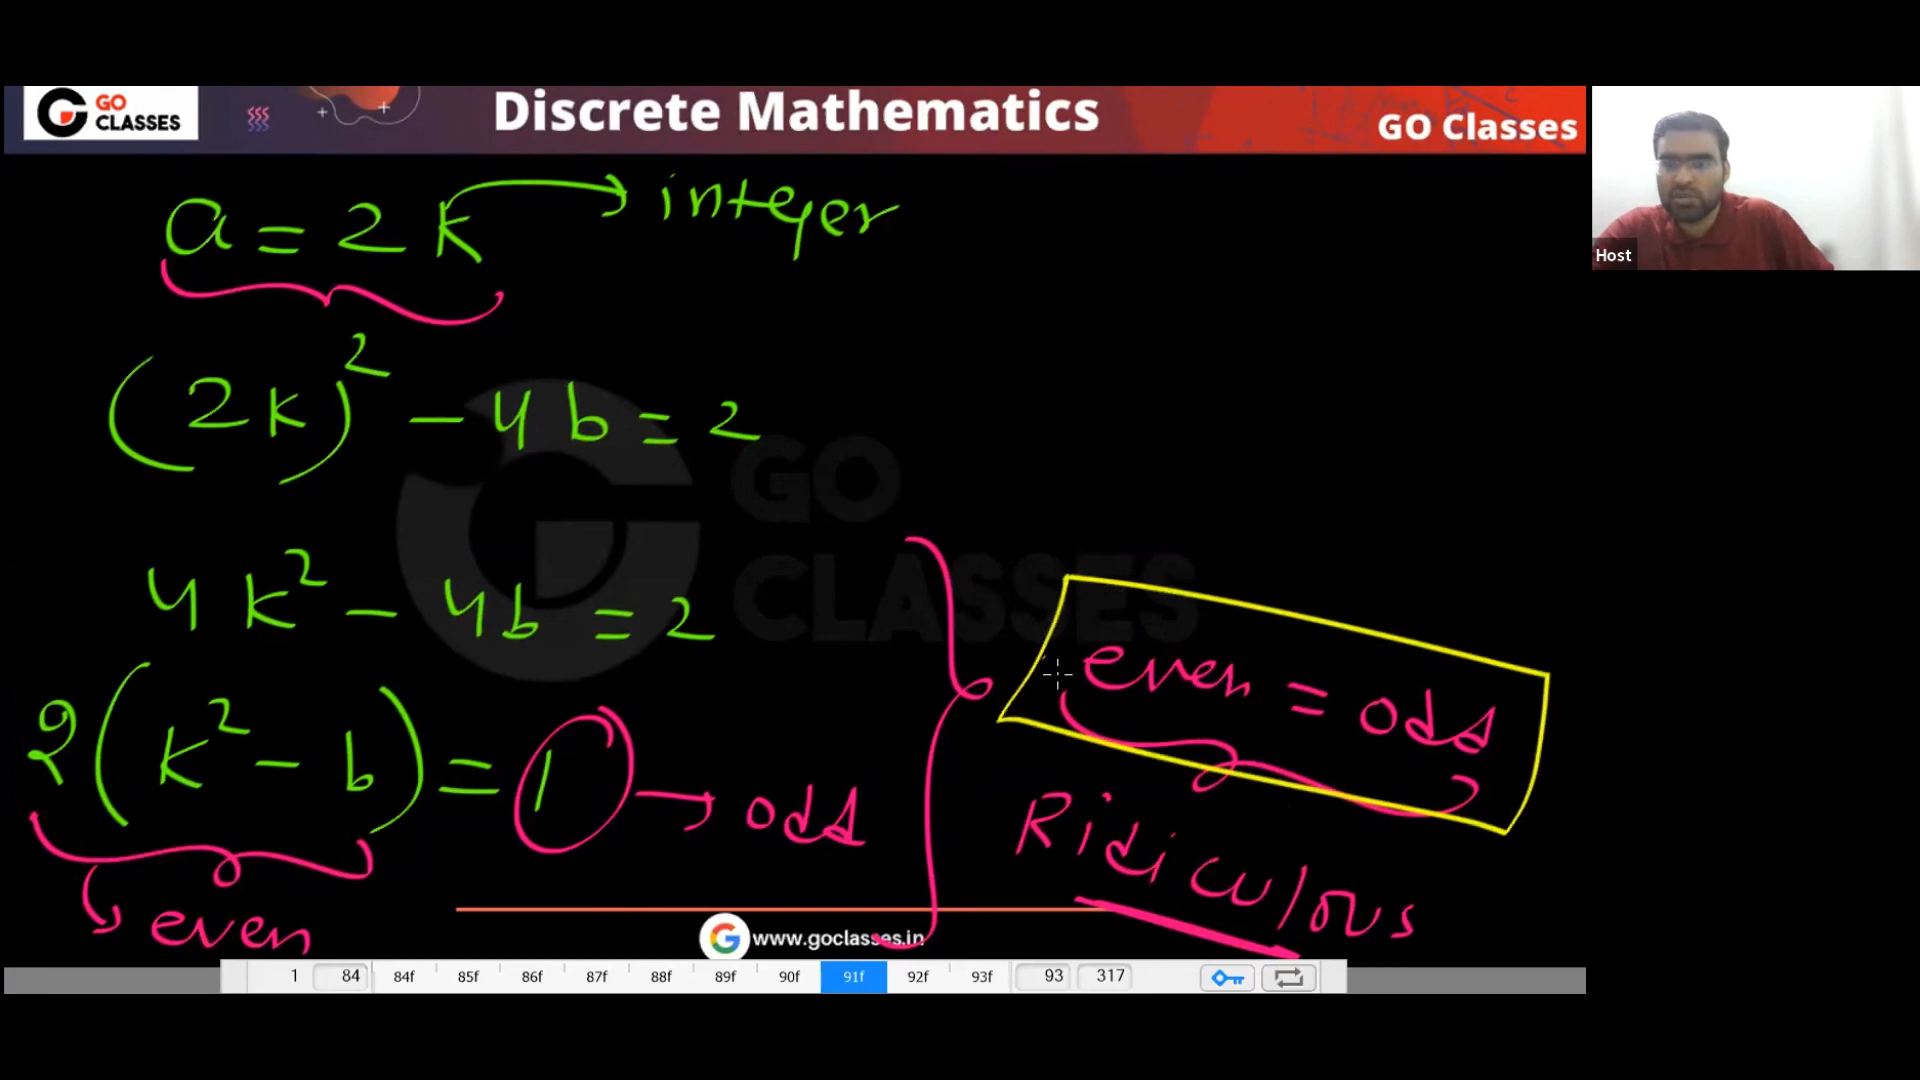 GO
CLASSES
Discrete Mathematics
GO Classes
Host
a = 2k → integer
(2k)² - 4b = 2
GO
CLASSES
4k² - 4b = 2
even = odd
2(k² - b) = 1 → odd
Ridiculous
even
www.goclasses.in
1 84 84f 85f 86f 87f 88f 89f 90f 91f 92f 93f 93 317